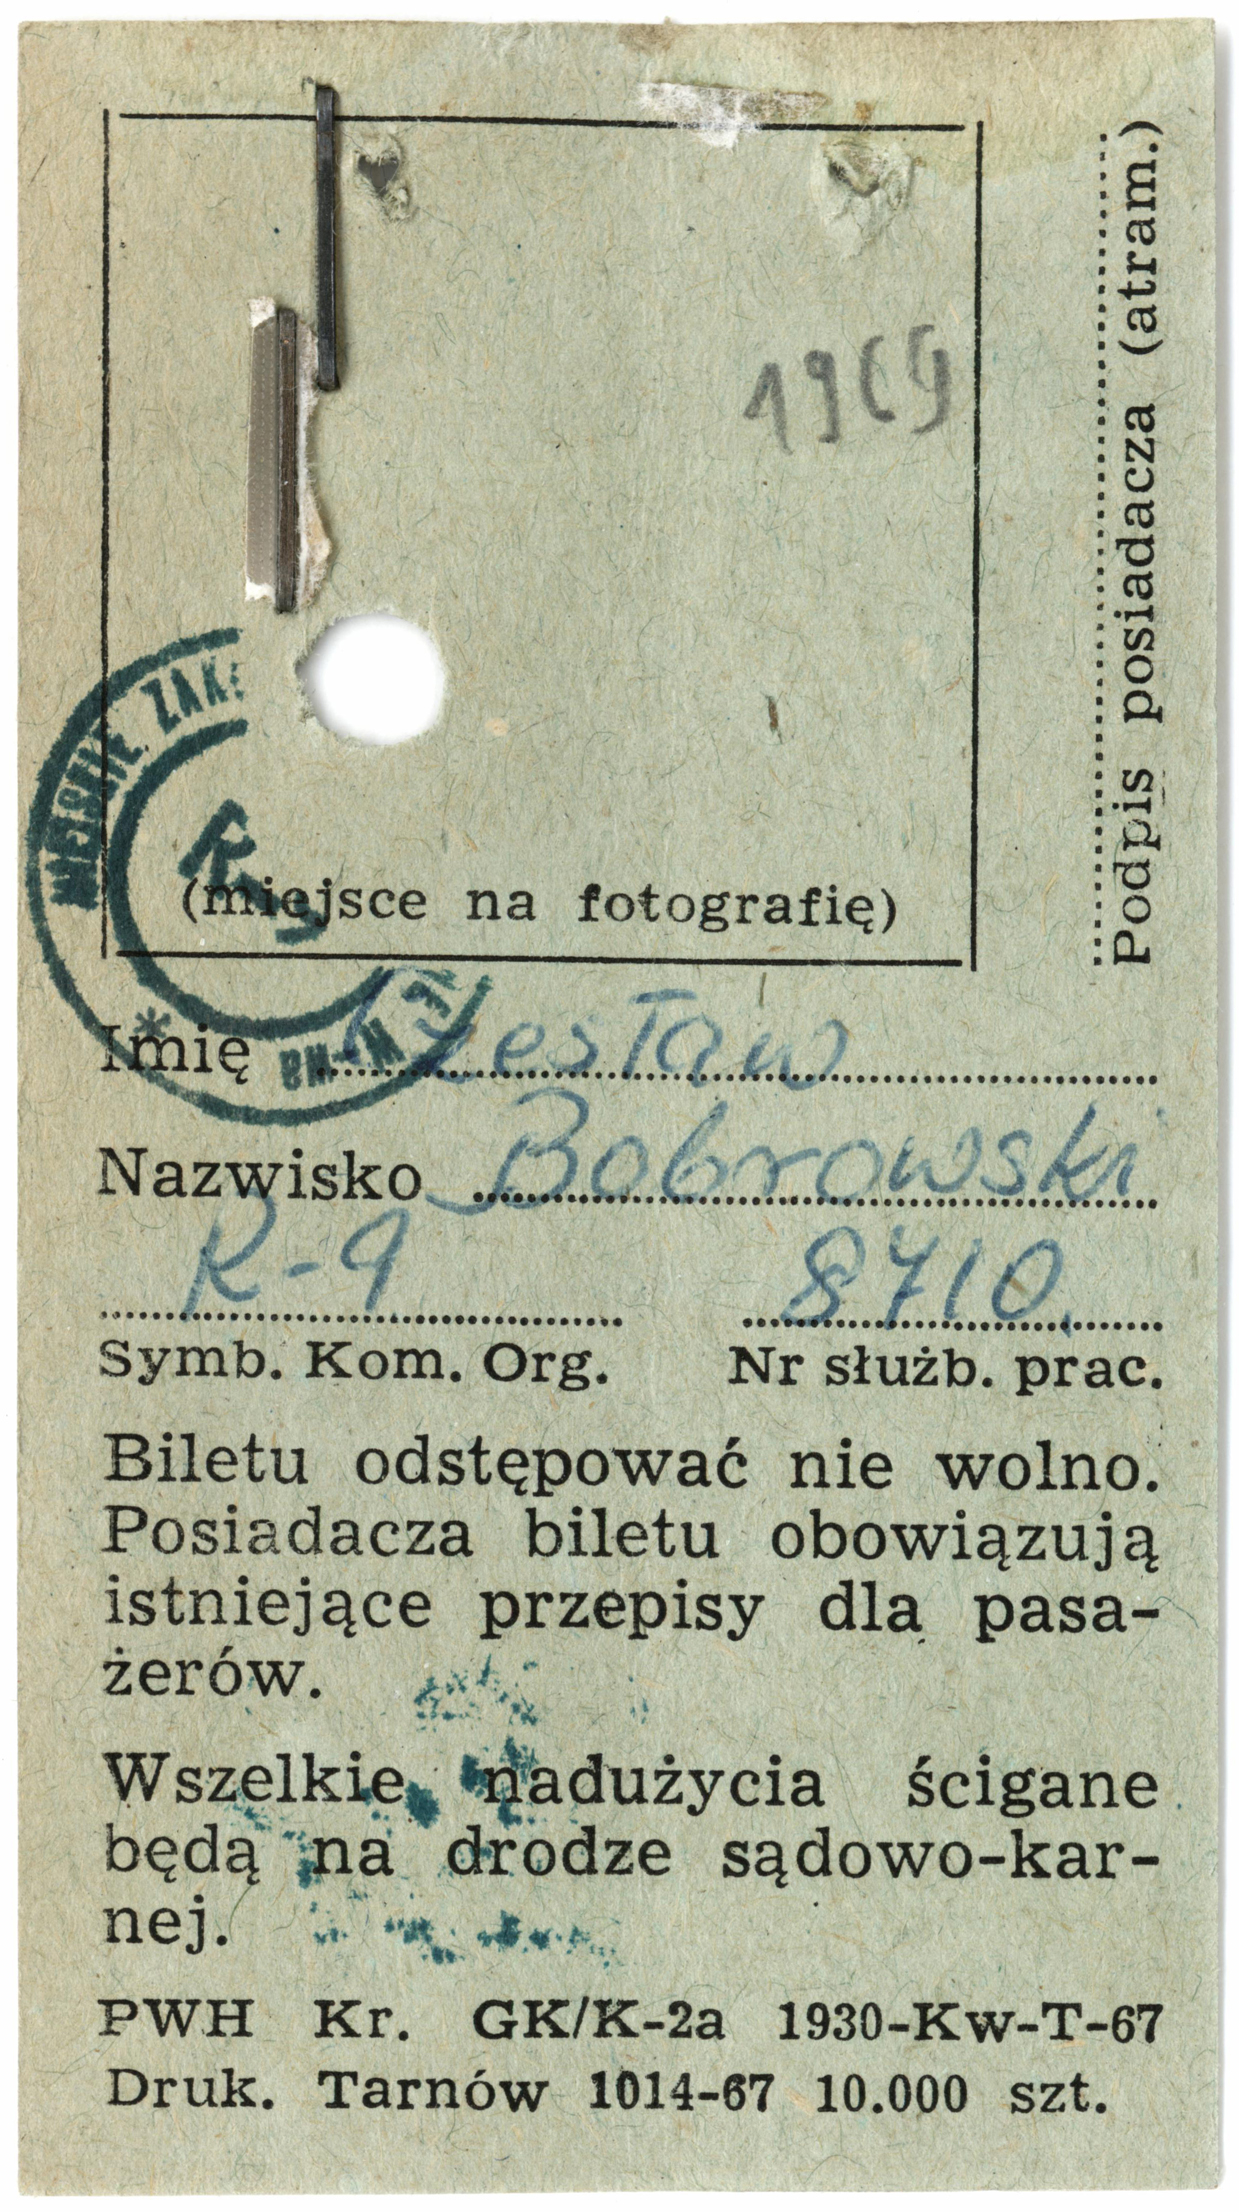 1969
(miejsce na fotografię)
Podpis posiadacza (atram.)
MIEJSKIE ZAK
R
Imię Czesław
Nazwisko Bobrowski
R-9 8710
Symb. Kom. Org. Nr służb. prac.
Biletu odstępować nie wolno.
Posiadacza biletu obowiązują
istniejące przepisy dla pasa-
żerów.
Wszelkie nadużycia ścigane
będą na drodze sądowo-kar-
nej.
PWH Kr. GK/K-2a 1930-Kw-T-67
Druk. Tarnów 1014-67 10.000 szt.